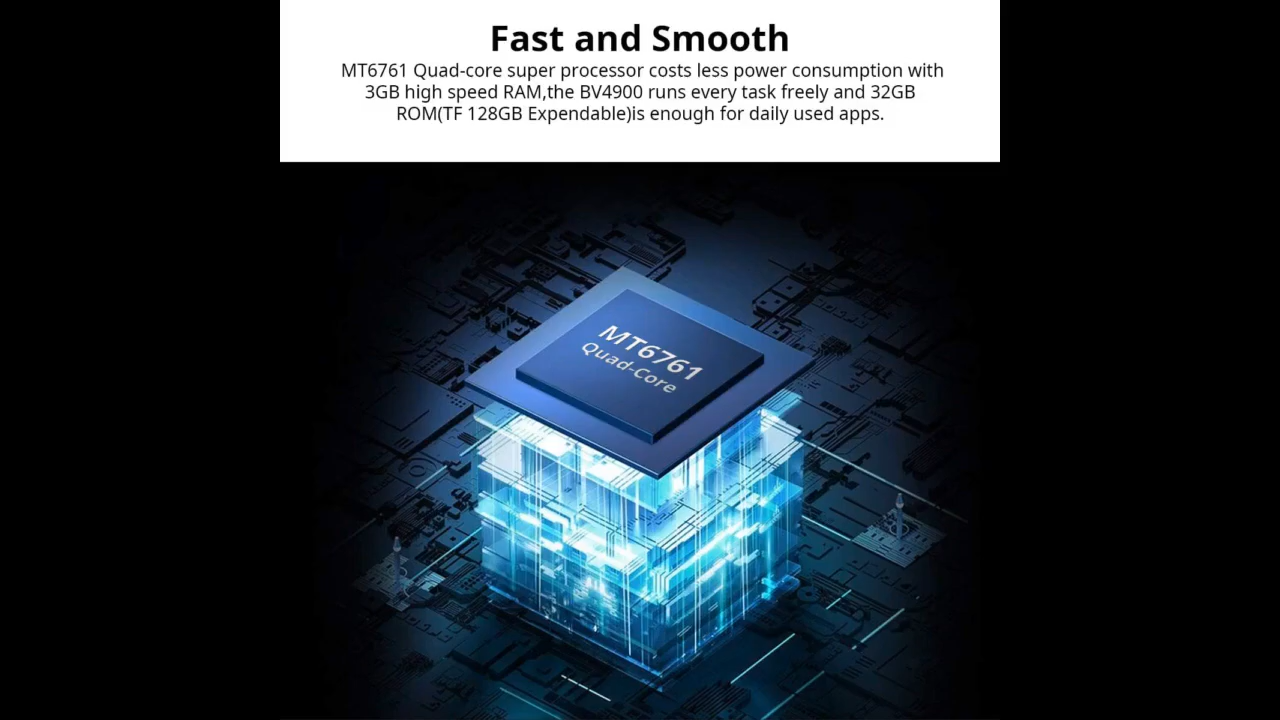 Fast and Smooth
MT6761 Quad-core super processor costs less power consumption with
3GB high speed RAM,the BV4900 runs every task freely and 32GB
ROM(TF 128GB Expendable)is enough for daily used apps.
MT6761
Quad-Core